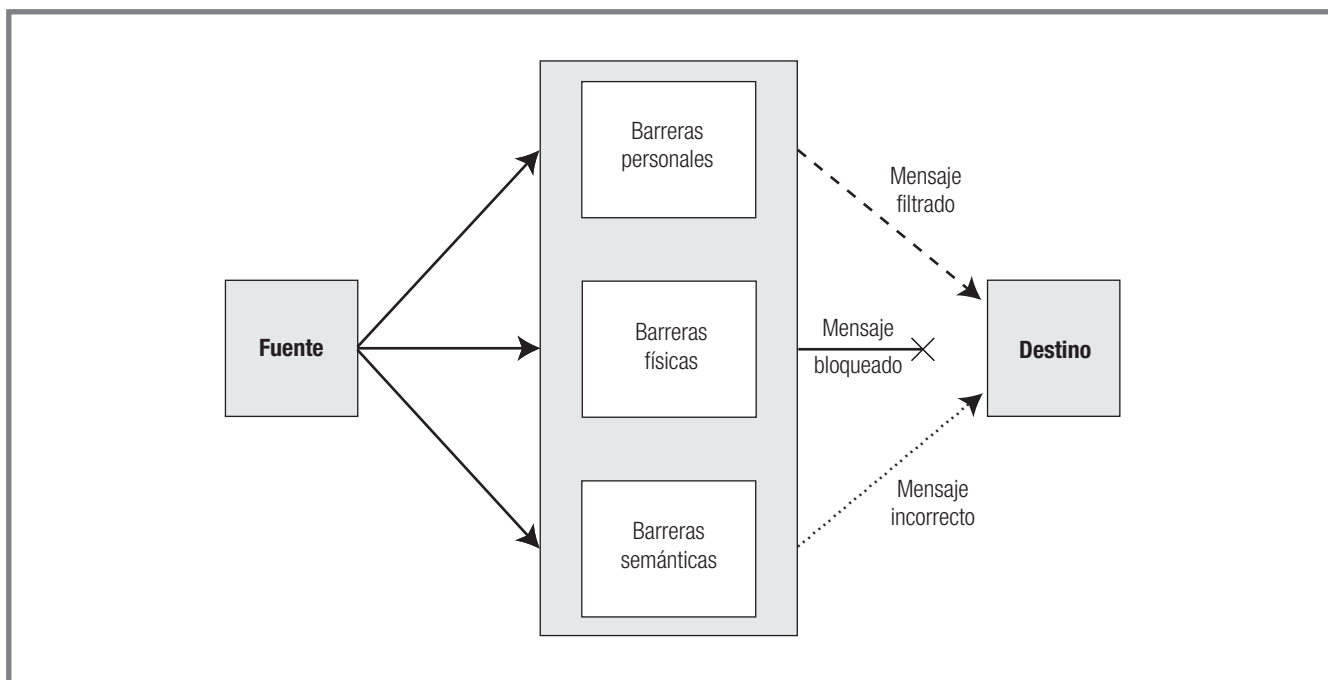 Barreras
personales
Mensaje
filtrado
Fuente
Barreras
físicas
Mensaje
bloqueado
Destino
Barreras
semánticas
Mensaje
incorrecto